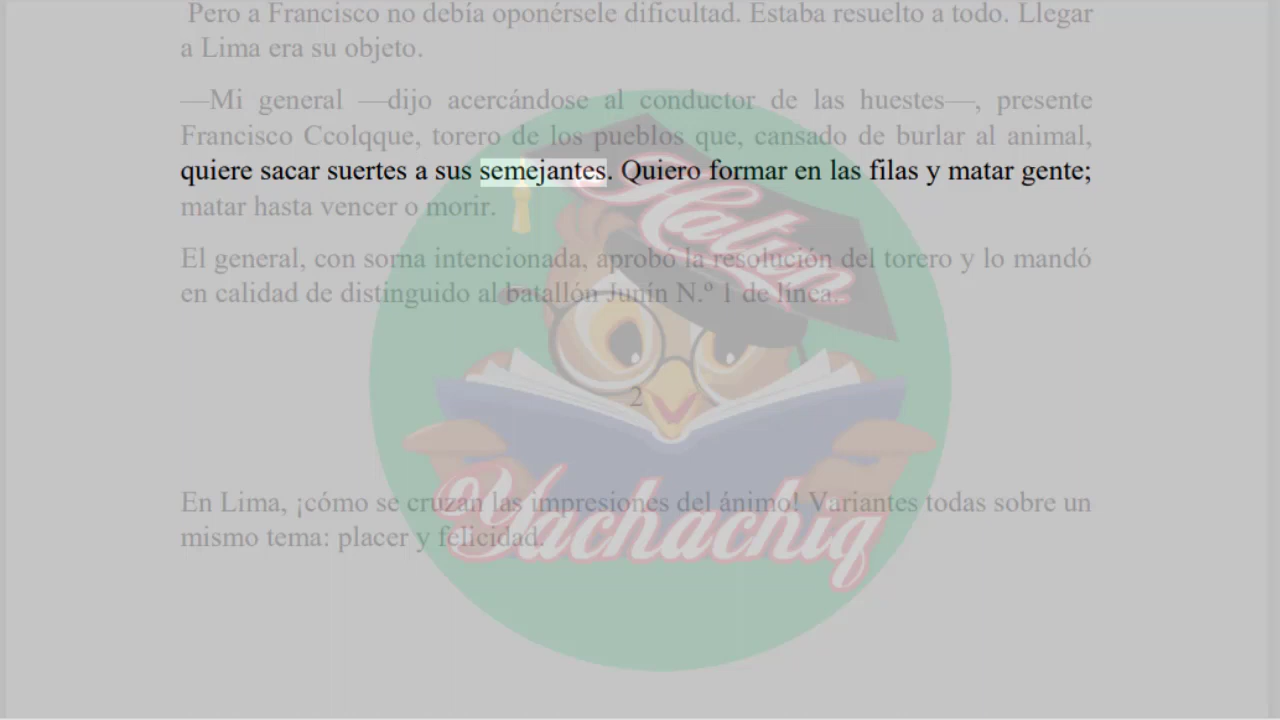 Pero a Francisco no debía oponérsele dificultad. Estaba resuelto a todo. Llegar
a Lima era su objeto.
—Mi general —dijo acercándose al conductor de las huestes—, presente
Francisco Ccolqque, torero de los pueblos que, cansado de burlar al animal,
quiere sacar suertes a sus semejantes. Quiero formar en las filas y matar gente;
matar hasta vencer o morir.
El general, con sorna intencionada, aprobó la resolución del torero y lo mandó
en calidad de distinguido al batallón Junín N.º 1 de línea.
2
En Lima, ¡cómo se cruzan las impresiones del ánimo! Variantes todas sobre un
mismo tema: placer y felicidad.
Hatun
Yachachiq